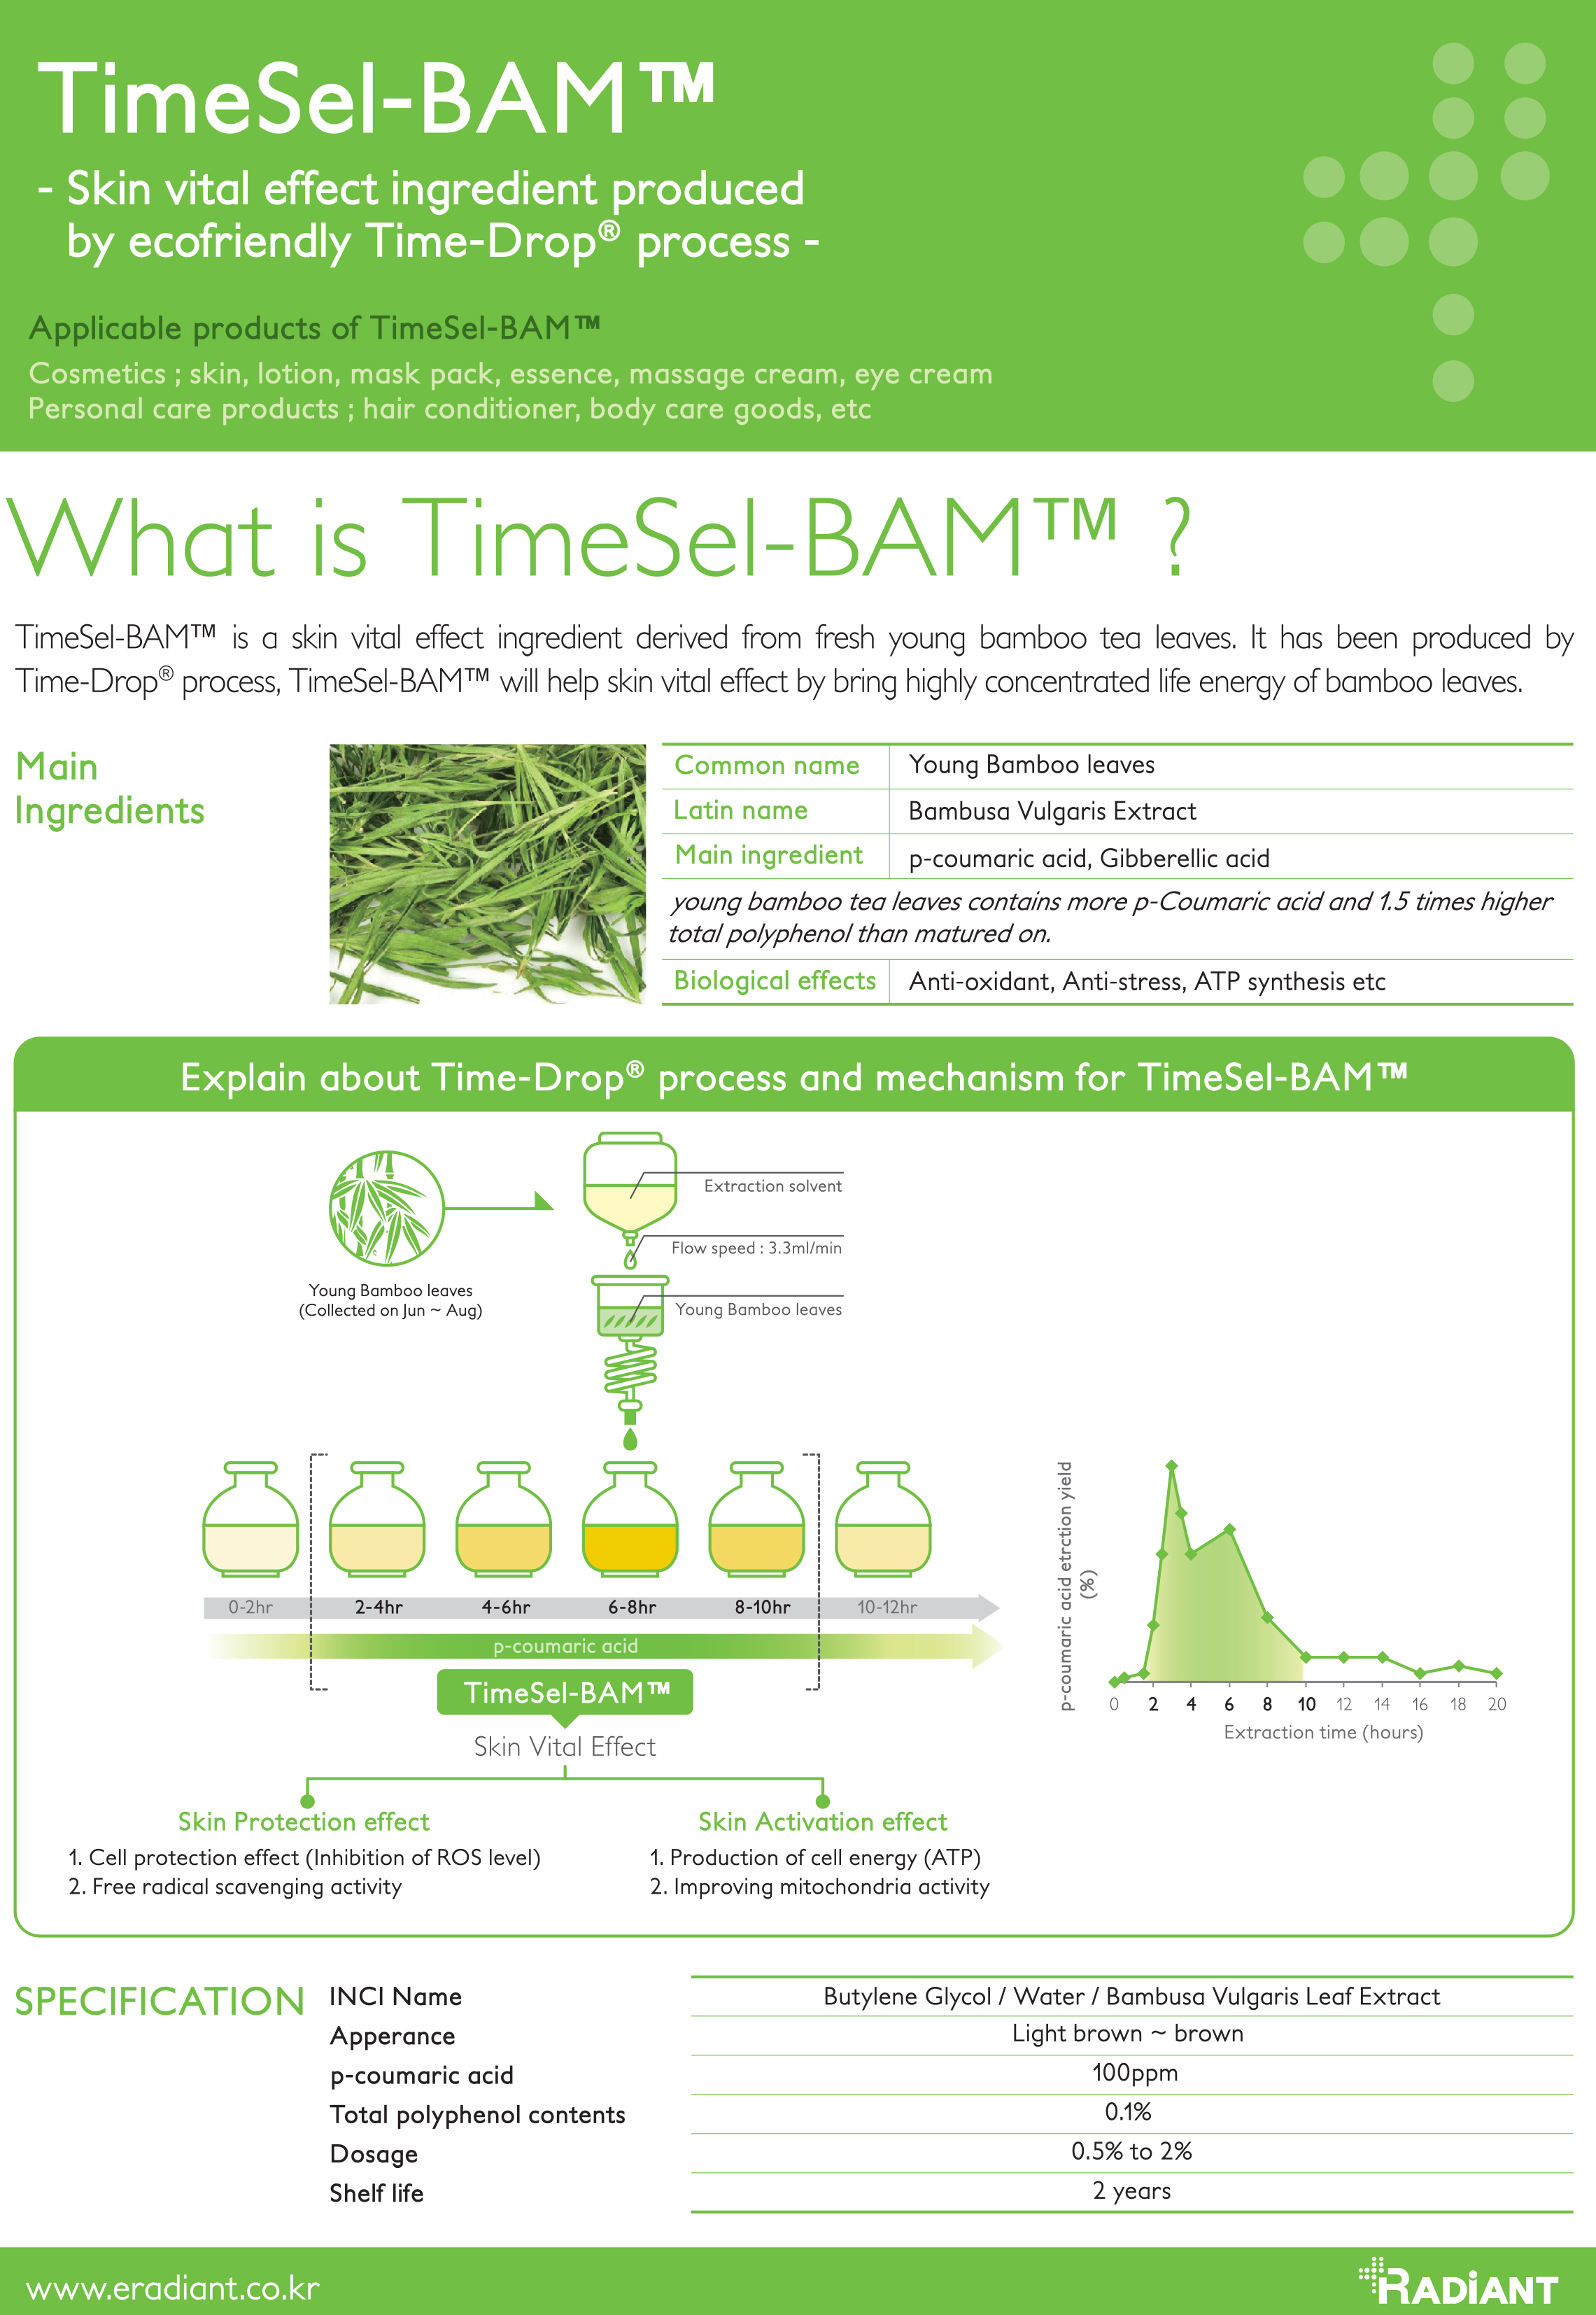 TimeSel-BAM™
- Skin vital effect ingredient produced
by ecofriendly Time-Drop® process -
Applicable products of TimeSel-BAM™
Cosmetics ; skin, lotion, mask pack, essence, massage cream, eye cream
Personal care products ; hair conditioner, body care goods, etc
What is TimeSel-BAM™ ?
TimeSel-BAM™ is a skin vital effect ingredient derived from fresh young bamboo tea leaves. It has been produced by
Time-Drop® process, TimeSel-BAM™ will help skin vital effect by bring highly concentrated life energy of bamboo leaves.
Main
Ingredients
Common name Young Bamboo leaves
Latin name Bambusa Vulgaris Extract
Main ingredient p-coumaric acid, Gibberellic acid
young bamboo tea leaves contains more p-Coumaric acid and 1.5 times higher
total polyphenol than matured on.
Biological effects Anti-oxidant, Anti-stress, ATP synthesis etc
Explain about Time-Drop® process and mechanism for TimeSel-BAM™
Extraction solvent
Flow speed : 3.3ml/min
Young Bamboo leaves
Young Bamboo leaves
(Collected on Jun ~ Aug)
0-2hr 2-4hr 4-6hr 6-8hr 8-10hr 10-12hr
p-coumaric acid
TimeSel-BAM™
Skin Vital Effect
p-coumaric acid etrction yield
(%)
0 2 4 6 8 10 12 14 16 18 20
Extraction time (hours)
Skin Protection effect
1. Cell protection effect (Inhibition of ROS level)
2. Free radical scavenging activity
Skin Activation effect
1. Production of cell energy (ATP)
2. Improving mitochondria activity
SPECIFICATION
INCI Name Butylene Glycol / Water / Bambusa Vulgaris Leaf Extract
Apperance Light brown ~ brown
p-coumaric acid 100ppm
Total polyphenol contents 0.1%
Dosage 0.5% to 2%
Shelf life 2 years
www.eradiant.co.kr
RADiANT